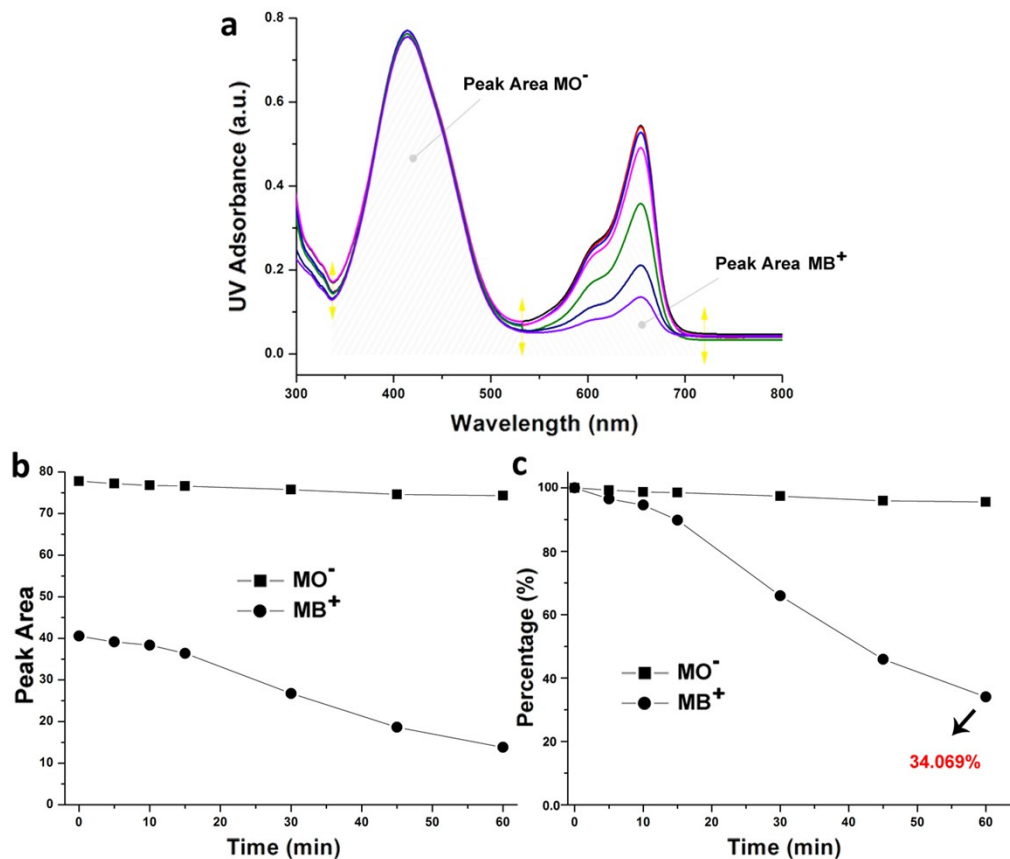 a
0.8
0.6
0.4
0.2
0.0
UV Adsorbance (a.u.)
Peak Area MO⁻
Peak Area MB⁺
300 400 500 600 700 800
Wavelength (nm)
b
80
70
60
50
40
30
20
10
0
Peak Area
MO⁻
MB⁺
0 10 20 30 40 50 60
Time (min)
c
100
80
60
40
20
0.0
Percentage (%)
MO⁻
MB⁺
34.069%
0 10 20 30 40 50 60
Time (min)